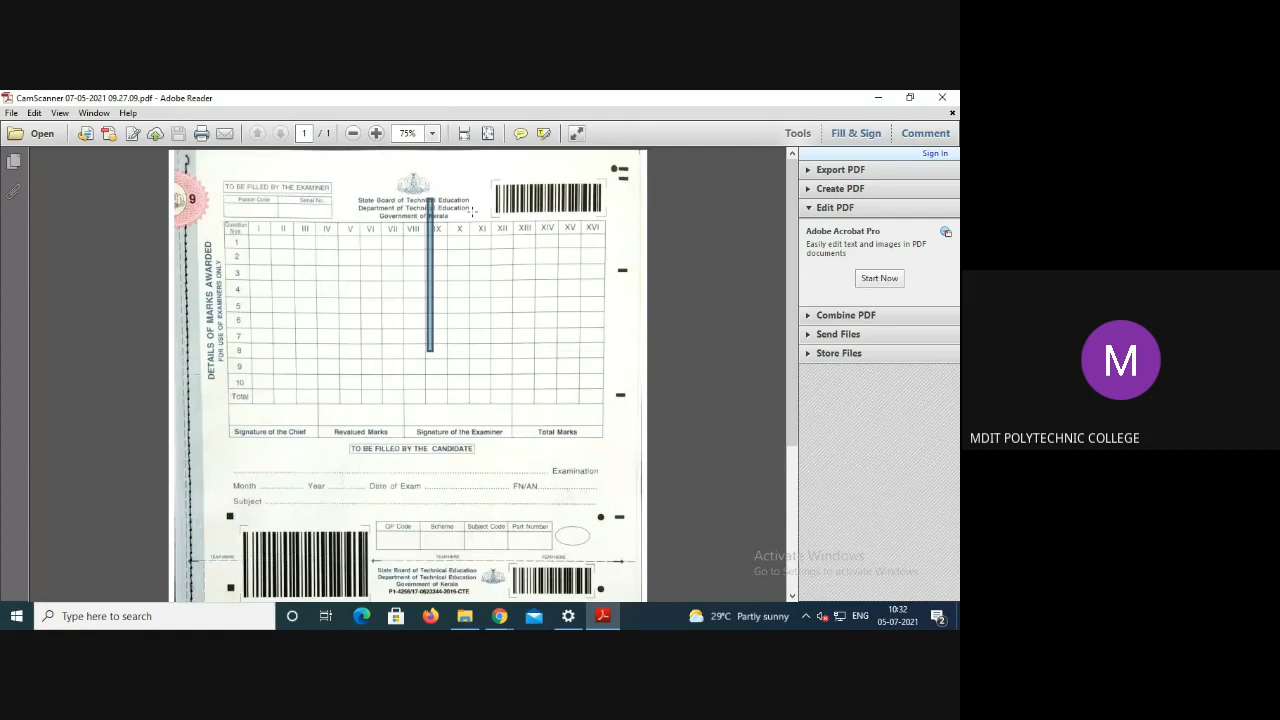 CamScanner 07-05-2021 09.27.09.pdf - Adobe Reader
File Edit View Window Help
Open 1 / 1 75% Tools Fill & Sign Comment
Sign In
Export PDF
Create PDF
Edit PDF
Adobe Acrobat Pro
Easily edit text and images in PDF
documents
Start Now
Combine PDF
Send Files
Store Files
9
TO BE FILLED BY THE EXAMINER
Packet Code Serial No.
State Board of Technical Education
Department of Technical Education
Government of Kerala
DETAILS OF MARKS AWARDED
FOR USE OF EXAMINERS ONLY
Question Nos. I II III IV V VI VII VIII IX X XI XII XIII XIV XV XVI
1
2
3
4
5
6
7
8
9
10
Total
Signature of the Chief Revalued Marks Signature of the Examiner Total Marks
TO BE FILLED BY THE CANDIDATE
Examination
Month Year Date of Exam FN/AN
Subject
QP Code Scheme Subject Code Part Number
TEAR HERE TEAR HERE TEAR HERE
State Board of Technical Education
Department of Technical Education
Government of Kerala
Activate Windows
Go to Settings to activate Windows.
Type here to search
29°C Partly sunny ENG 10:32
05-07-2021
2
M
MDIT POLYTECHNIC COLLEGE